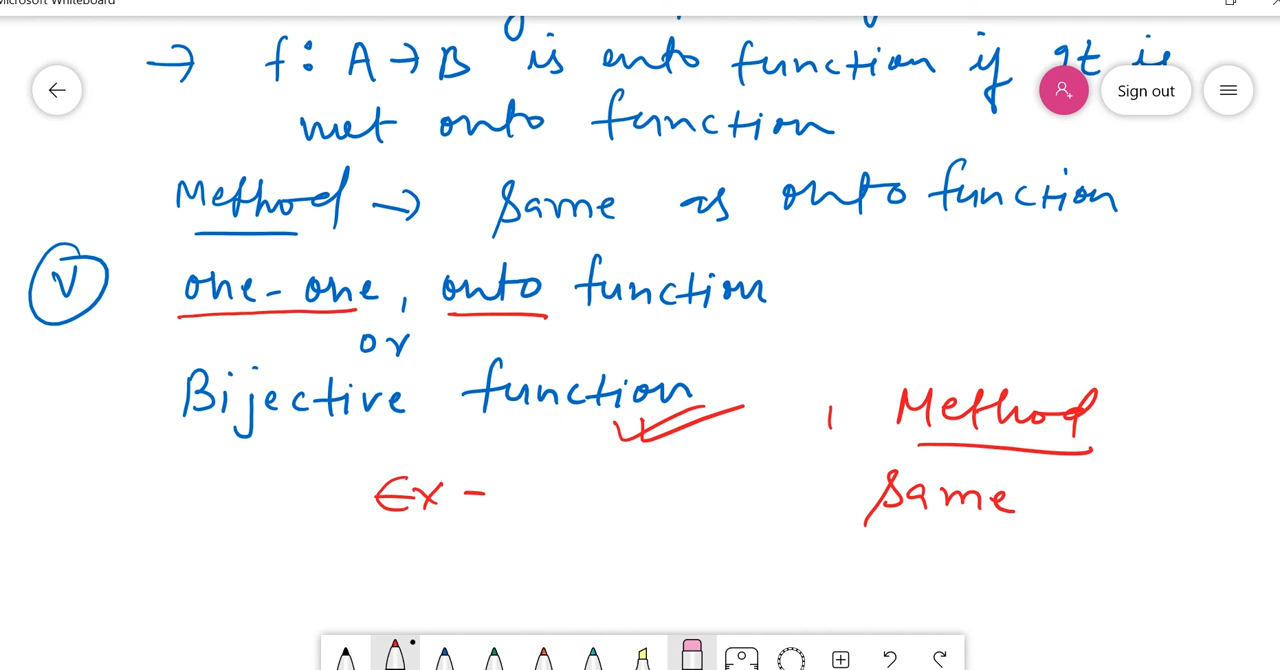 Microsoft Whiteboard
→ f: A→B is onto function if It is
not onto function
Method → Same as onto function
V one-one, onto function
or
Bijective function , Method
Ex - Same
Sign out